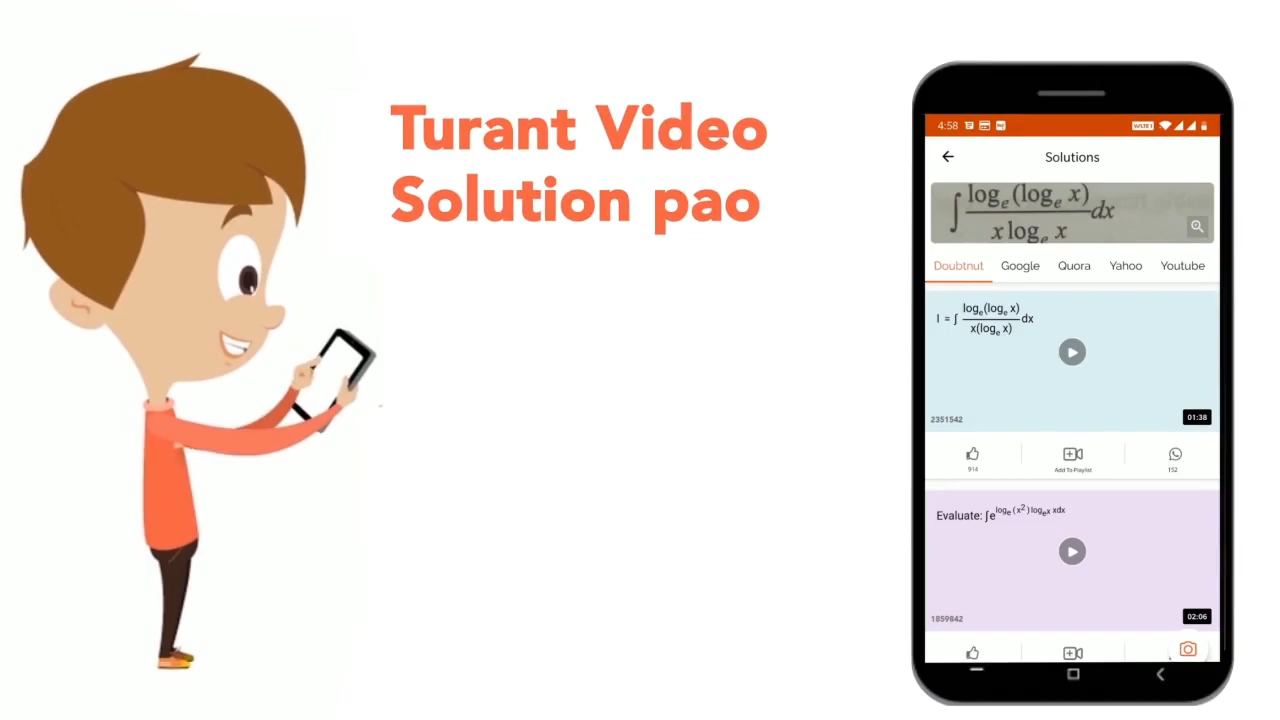 Turant Video
Solution pao
4:58
Solutions
∫ logₑ (logₑ x) / x logₑ x dx
Doubtnut Google Quora Yahoo Youtube
I = ∫ logₑ(logₑ x) / x(logₑ x) dx
2351542 01:38
914 Add To Playlist 152
Evaluate: ∫e^logₑ(x²)logₑx xdx
1859842 02:06